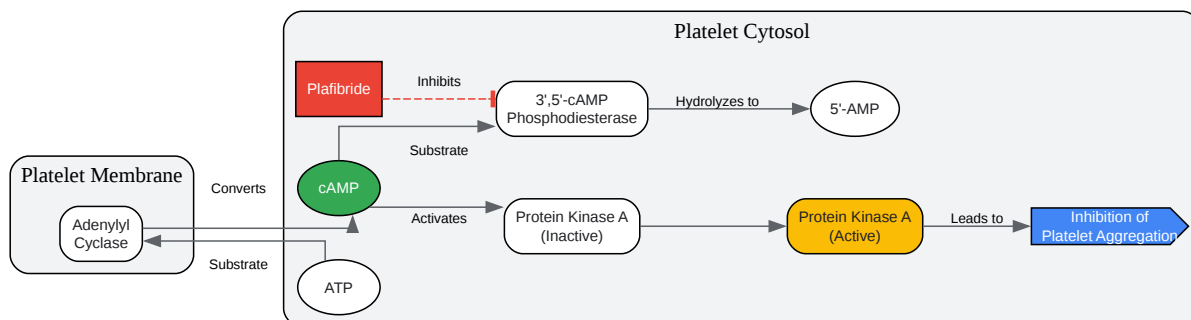 Platelet Cytosol
Plafibride
Inhibits
3',5'-cAMP
Phosphodiesterase
Hydrolyzes to
5'-AMP
Substrate
Platelet Membrane
Converts
cAMP
Adenylyl
Cyclase
Activates
Protein Kinase A
(Inactive)
Protein Kinase A
(Active)
Leads to
Inhibition of
Platelet Aggregation
Substrate
ATP